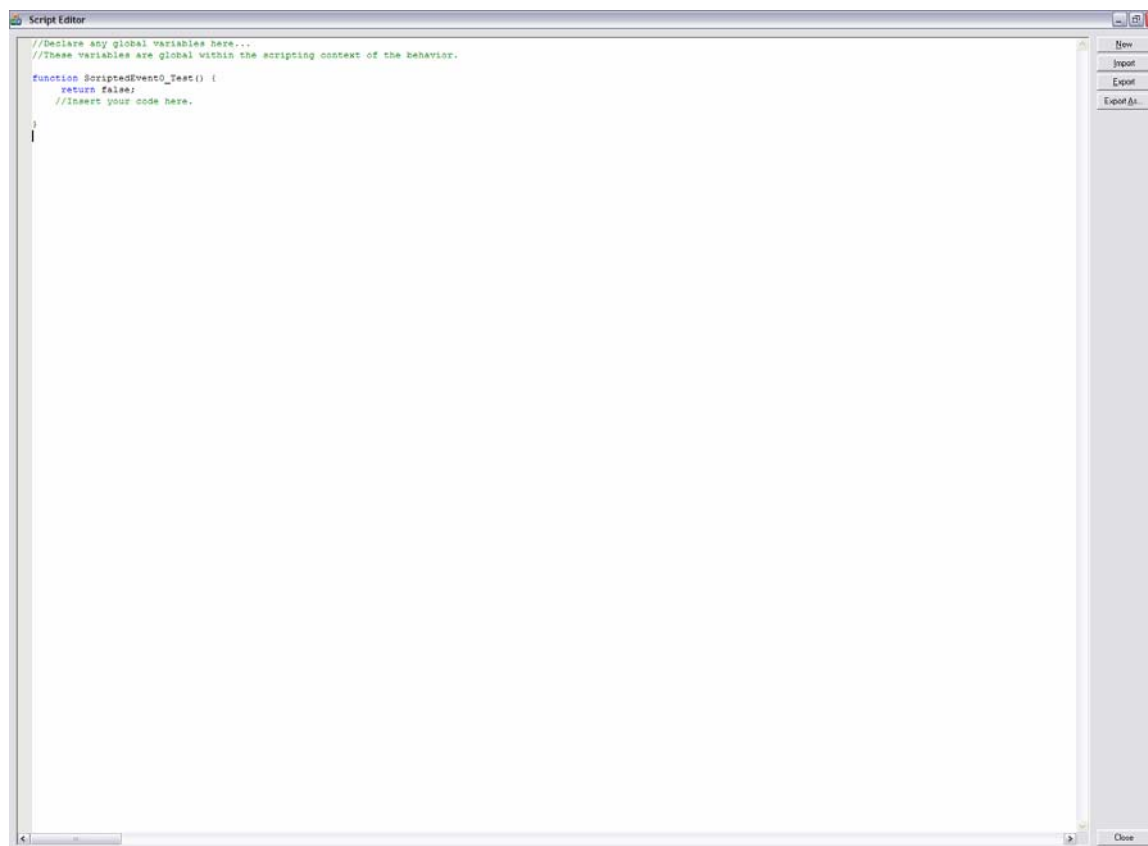 Script Editor
//Declare any global variables here...
//These variables are global within the scripting context of the behavior.
function ScriptedEvent0_Test() {
return false;
//Insert your code here.
}
New
Import
Export
Export As...
Close